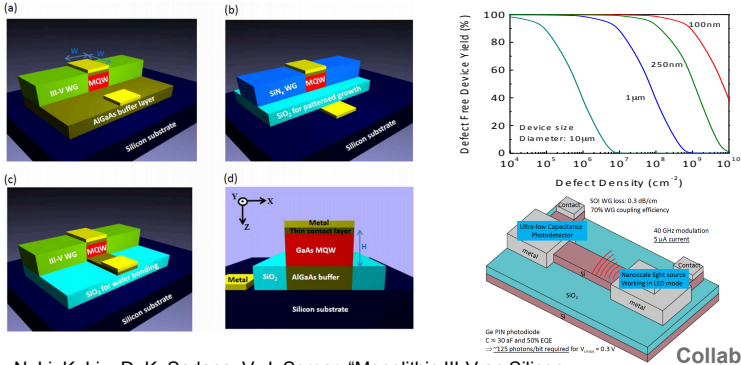 (a)
W
W
III-V WG
MQW
AlGaAs buffer layer
Silicon substrate
(b)
SiNx WG
MQW
SiO2 for patterned growth
Silicon substrate
(c)
III-V WG
MQW
SiO2 for wafer bonding
Silicon substrate
(d)
Y
X
Z
Metal
Thin contact layer
GaAs MQW
H
Metal
SiO2
AlGaAs buffer
Silicon substrate
Defect Free Device Yield (%)
100
80
60
40
20
0
100nm
250nm
1μm
Device size
Diameter: 10μm
10^4 10^5 10^6 10^7 10^8 10^9 10^10
Defect Density (cm^-2)
SOI WG loss: 0.3 dB/cm
70% WG coupling efficiency
Contact
Ultra-low Capacitance
Photodetector
metal
40 GHz modulation
5 μA current
Contact
Nanoscale light source
Working in LED mode
metal
Si
SiO2
Si
Ge PIN photodiode
C ≈ 30 aF and 50% EQE
⇒ ~125 photons/bit required for Vcmos = 0.3 V
Collab